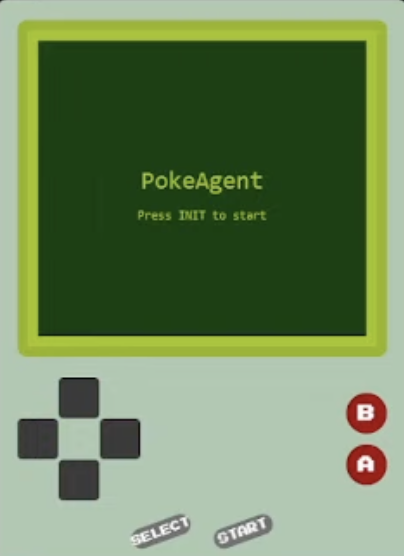 PokeAgent
Press INIT to start
B
A
SELECT
START